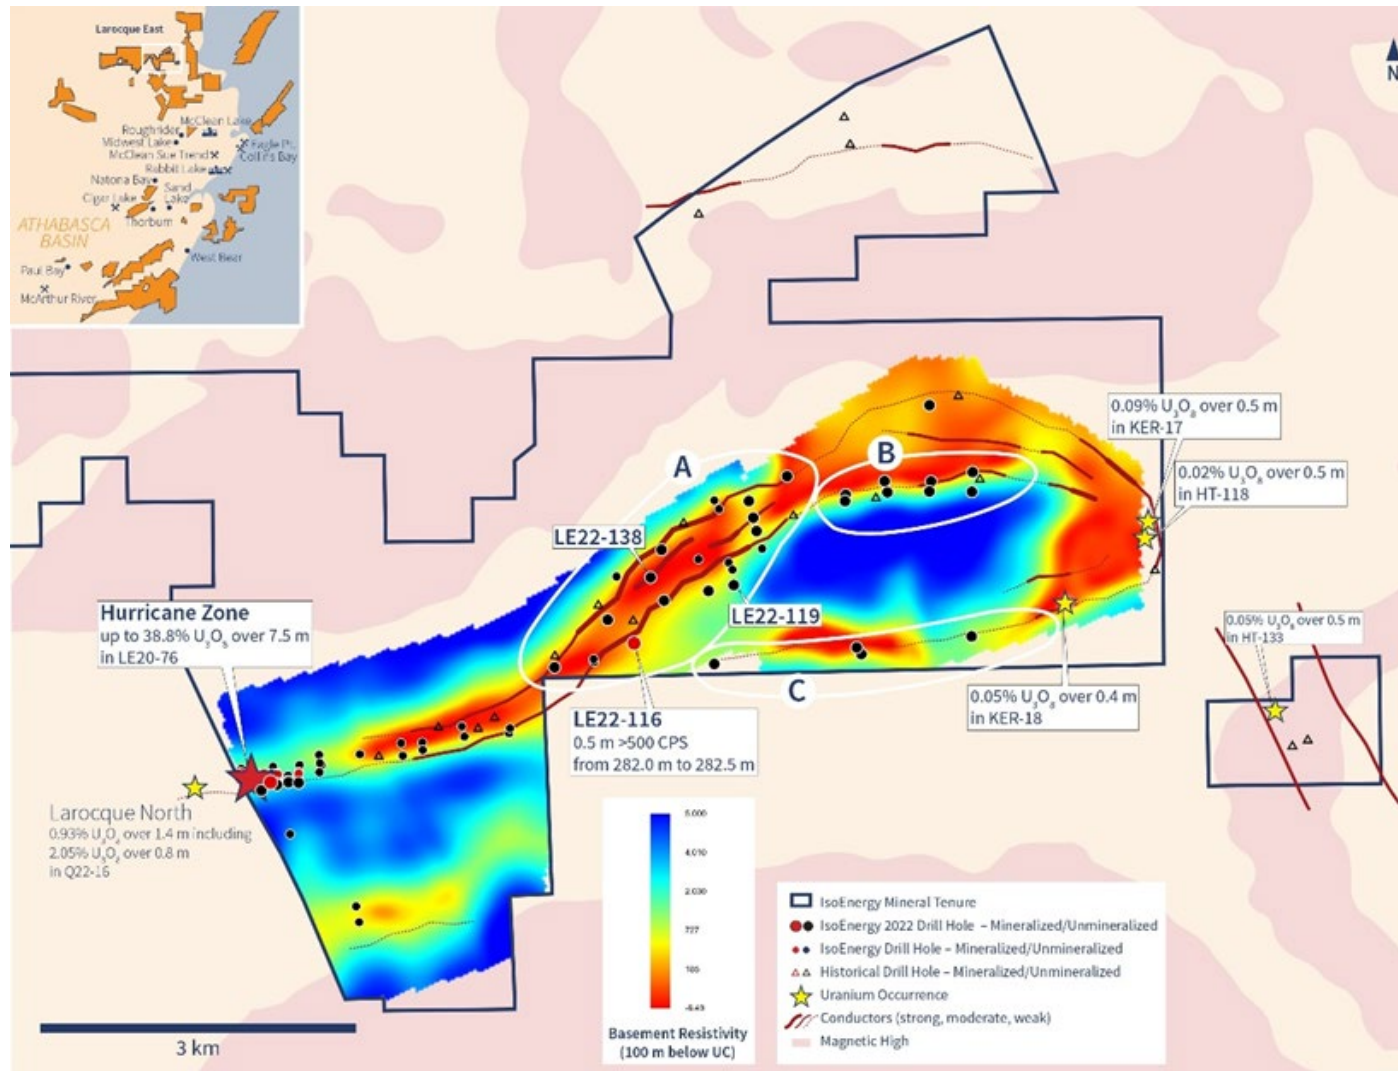 Larocque East
McClean Lake
Roughrider
Midwest Lake
Eagle Pt.
Collins Bay
McClean Sue Trend
Rabbit Lake
Natona Bay
Sand
Lake
Cigar Lake
Thorburn
ATHABASCA
BASIN
West Bear
Paul Bay
McArthur River
N
0.09% U₃O₈ over 0.5 m
in KER-17
A
B
0.02% U₃O₈ over 0.5 m
in HT-118
LE22-138
Hurricane Zone
up to 38.8% U₃O₈ over 7.5 m
in LE20-76
LE22-119
0.05% U₃O₈ over 0.5 m
in HT-133
C
0.05% U₃O₈ over 0.4 m
in KER-18
LE22-116
0.5 m >500 CPS
from 282.0 m to 282.5 m
Larocque North
0.93% U₃O₈ over 1.4 m including
2.05% U₃O₈ over 0.8 m
in Q22-16
5.000
4.010
2.030
727
Basement Resistivity
(100 m below UC)
IsoEnergy Mineral Tenure
IsoEnergy 2022 Drill Hole – Mineralized/Unmineralized
IsoEnergy Drill Hole – Mineralized/Unmineralized
Historical Drill Hole – Mineralized/Unmineralized
Uranium Occurrence
Conductors (strong, moderate, weak)
Magnetic High
3 km